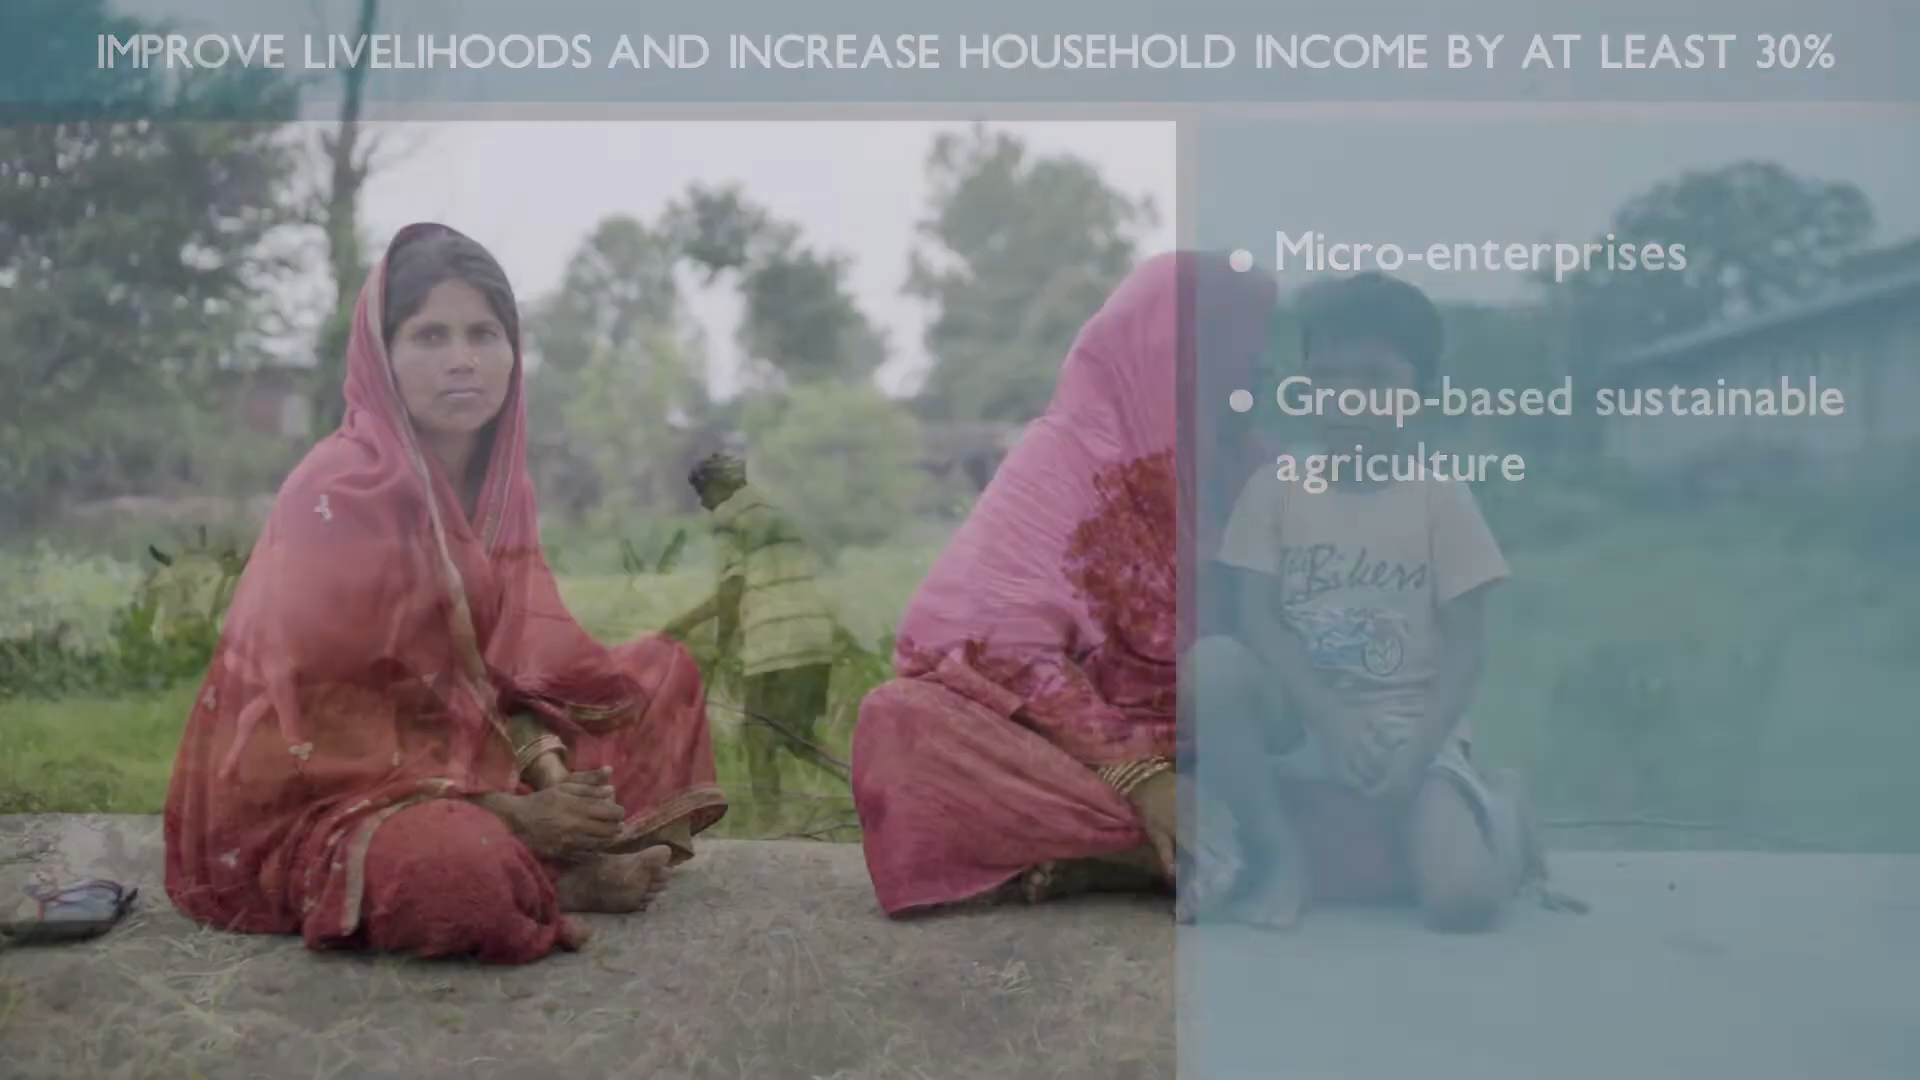 IMPROVE LIVELIHOODS AND INCREASE HOUSEHOLD INCOME BY AT LEAST 30%
• Micro-enterprises
• Group-based sustainable
agriculture
Bikers